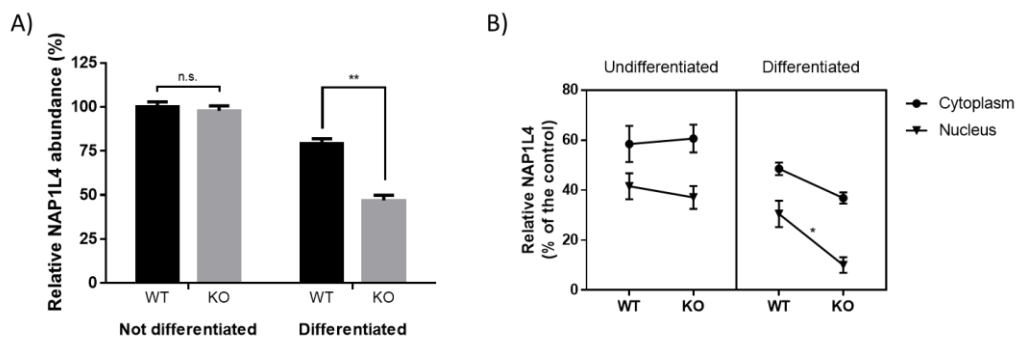 A)
Relative NAP1L4 abundance (%)
125
100
75
50
25
0
n.s.
**
WT
KO
WT
KO
Not differentiated
Differentiated
B)
Undifferentiated
Differentiated
Relative NAP1L4
(% of the control)
80
60
40
20
0
*
WT
KO
WT
KO
Cytoplasm
Nucleus